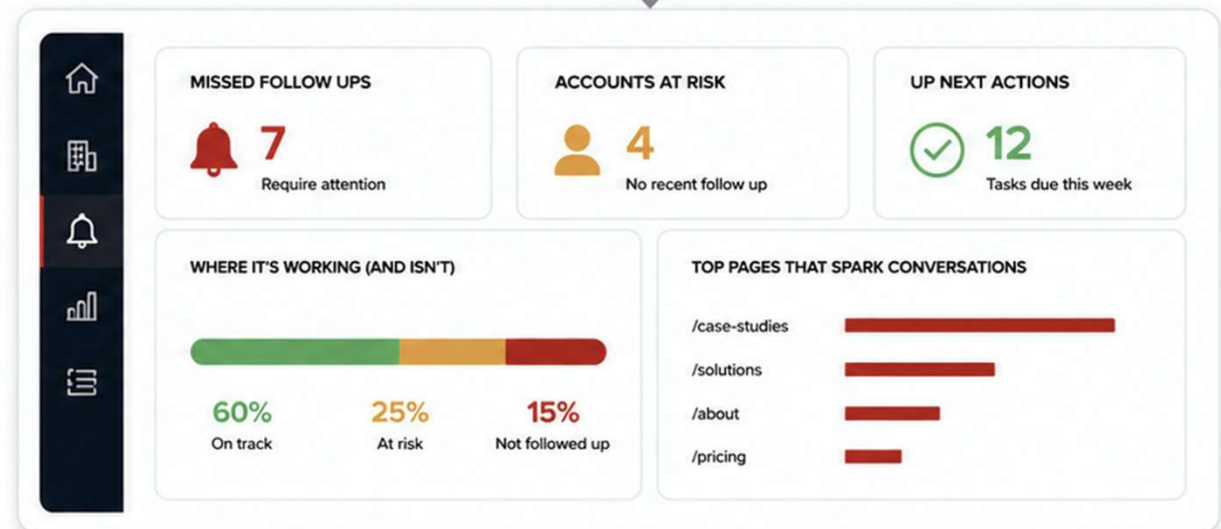 MISSED FOLLOW UPS
7
Require attention
ACCOUNTS AT RISK
4
No recent follow up
UP NEXT ACTIONS
12
Tasks due this week
WHERE IT'S WORKING (AND ISN'T)
60%
On track
25%
At risk
15%
Not followed up
TOP PAGES THAT SPARK CONVERSATIONS
/case-studies
/solutions
/about
/pricing